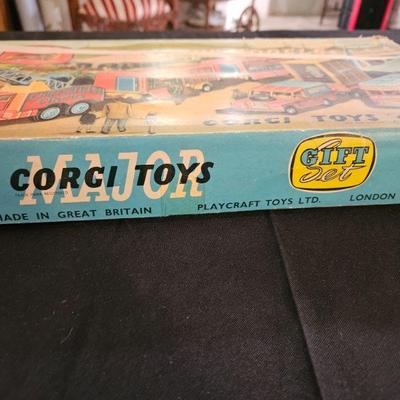 CORGI TOYS
MAJOR
CORGI TOYS
GIFT
Set
MADE IN GREAT BRITAIN
PLAYCRAFT TOYS LTD.
LONDON